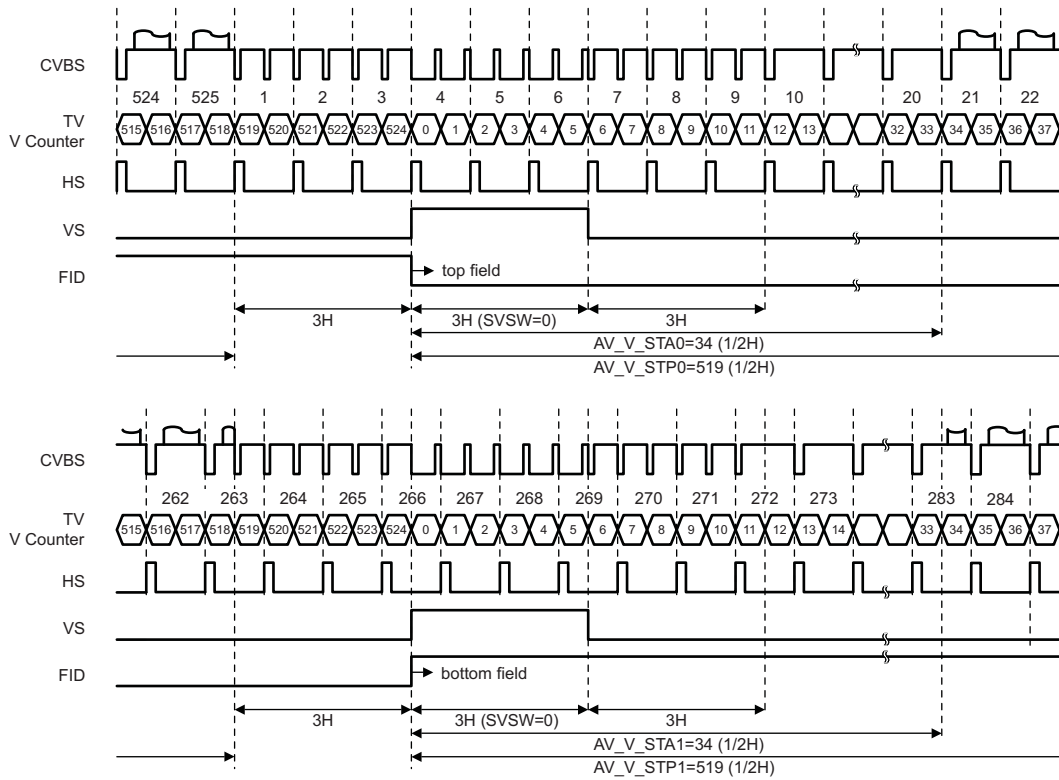 CVBS
524 525 1 2 3 4 5 6 7 8 9 10 20 21 22
TV
V Counter
515 516 517 518 519 520 521 522 523 524 0 1 2 3 4 5 6 7 8 9 10 11 12 13 32 33 34 35 36 37
HS
VS
FID
top field
3H 3H (SVSW=0) 3H
AV_V_STA0=34 (1/2H)
AV_V_STP0=519 (1/2H)
CVBS
262 263 264 265 266 267 268 269 270 271 272 273 283 284
TV
V Counter
515 516 517 518 519 520 521 522 523 524 0 1 2 3 4 5 6 7 8 9 10 11 12 13 14 33 34 35 36 37
HS
VS
FID
bottom field
3H 3H (SVSW=0) 3H
AV_V_STA1=34 (1/2H)
AV_V_STP1=519 (1/2H)